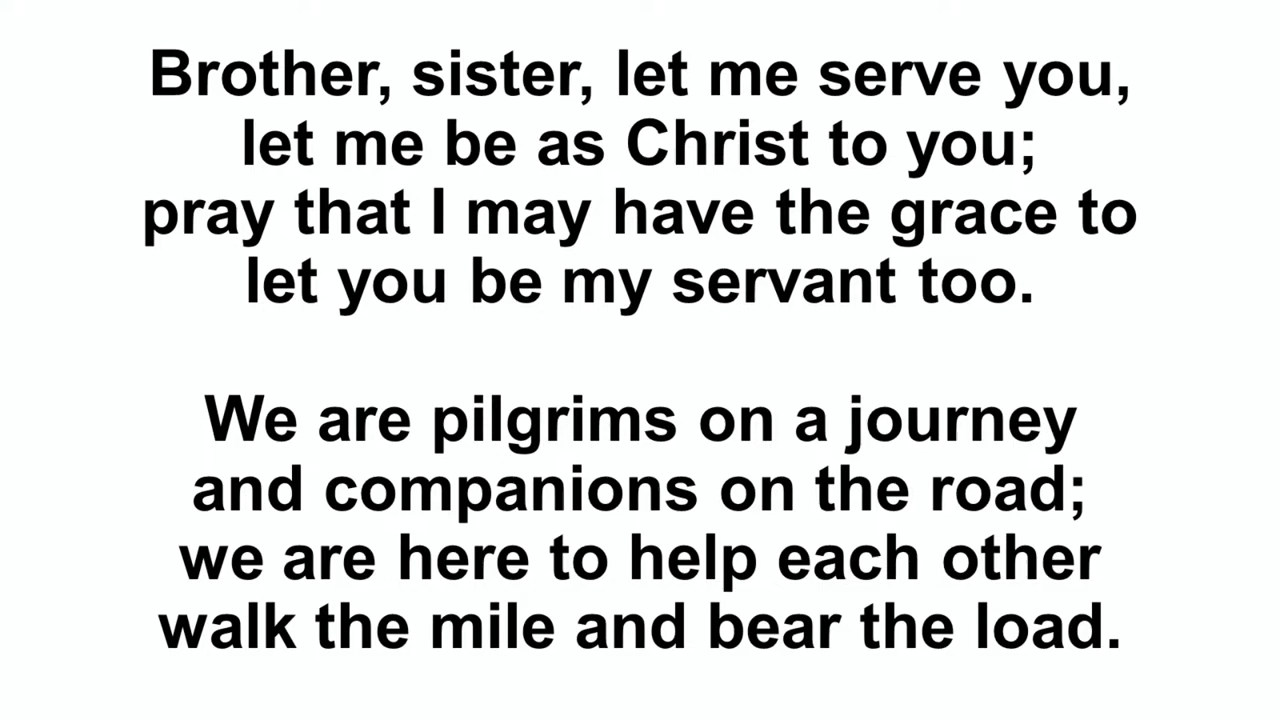 Brother, sister, let me serve you,
let me be as Christ to you;
pray that I may have the grace to
let you be my servant too.
We are pilgrims on a journey
and companions on the road;
we are here to help each other
walk the mile and bear the load.